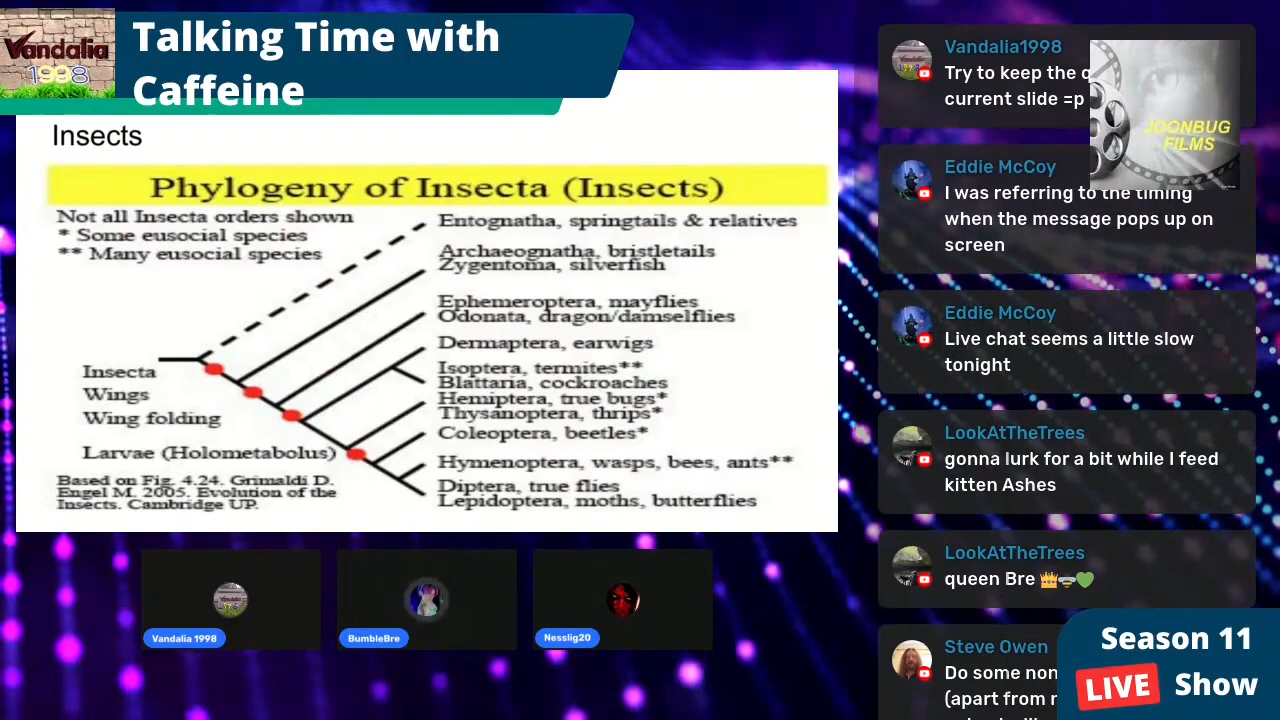 Vandalia
1998
Talking Time with
Caffeine
Insects
Phylogeny of Insecta (Insects)
Not all Insecta orders shown
* Some eusocial species
** Many eusocial species
Entognatha, springtails & relatives
Archaeognatha, bristletails
Zygentoma, silverfish
Ephemeroptera, mayflies
Odonata, dragon/damselflies
Dermaptera, earwigs
Isoptera, termites**
Blattaria, cockroaches
Hemiptera, true bugs*
Thysanoptera, thrips*
Coleoptera, beetles*
Hymenoptera, wasps, bees, ants**
Diptera, true flies
Lepidoptera, moths, butterflies
Insecta
Wings
Wing folding
Larvae (Holometabolus)
Based on Fig. 4.24. Grimaldi D.
Engel M. 2005. Evolution of the
Insects. Cambridge UP.
Vandalia 1998
BumbleBre
Nesslig20
Vandalia1998
Try to keep the
current slide =p
JOONBUG
FILMS
Eddie McCoy
I was referring to the timing
when the message pops up on
screen
Eddie McCoy
Live chat seems a little slow
tonight
LookAtTheTrees
gonna lurk for a bit while I feed
kitten Ashes
LookAtTheTrees
queen Bre 👑🐝💚
Steve Owen
Do some non
(apart from
Season 11
LIVE Show